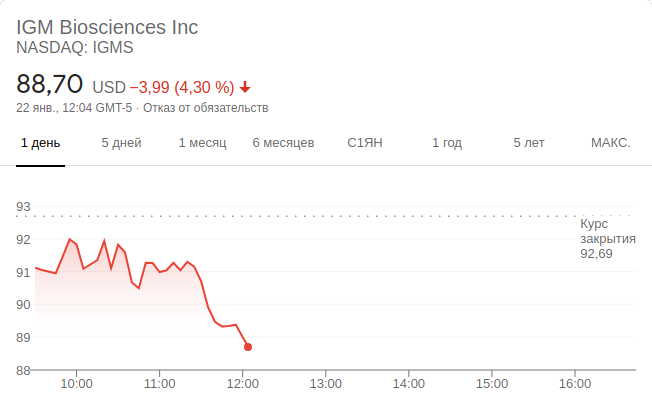 IGM Biosciences Inc
NASDAQ: IGMS
88,70 USD −3,99 (4,30 %)
22 янв., 12:04 GMT-5 · Отказ от обязательств
1 день 5 дней 1 месяц 6 месяцев С1ЯН 1 год 5 лет МАКС.
93
Курс
закрытия
92,69
92
91
90
89
88
10:00 11:00 12:00 13:00 14:00 15:00 16:00